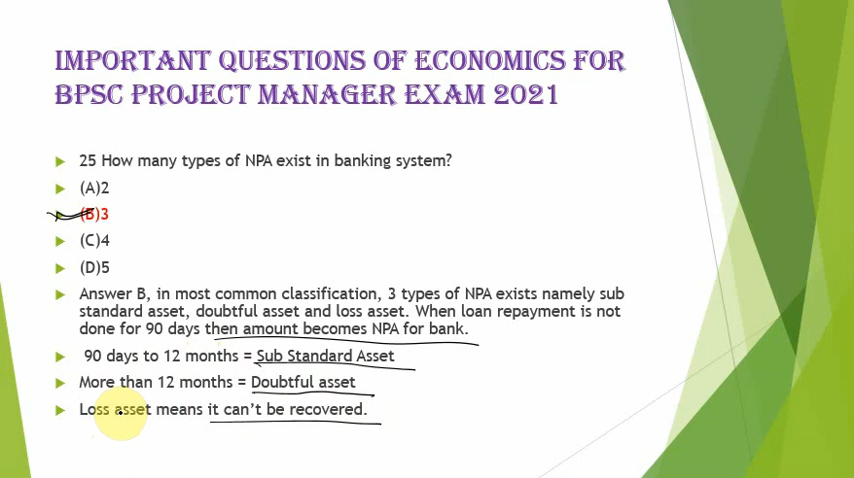 IMPORTANT QUESTIONS OF ECONOMICS FOR
BPSC PROJECT MANAGER EXAM 2021
25 How many types of NPA exist in banking system?
(A)2
(B)3
(C)4
(D)5
Answer B, in most common classification, 3 types of NPA exists namely sub
standard asset, doubtful asset and loss asset. When loan repayment is not
done for 90 days then amount becomes NPA for bank.
90 days to 12 months = Sub Standard Asset
More than 12 months = Doubtful asset
Loss asset means it can't be recovered.